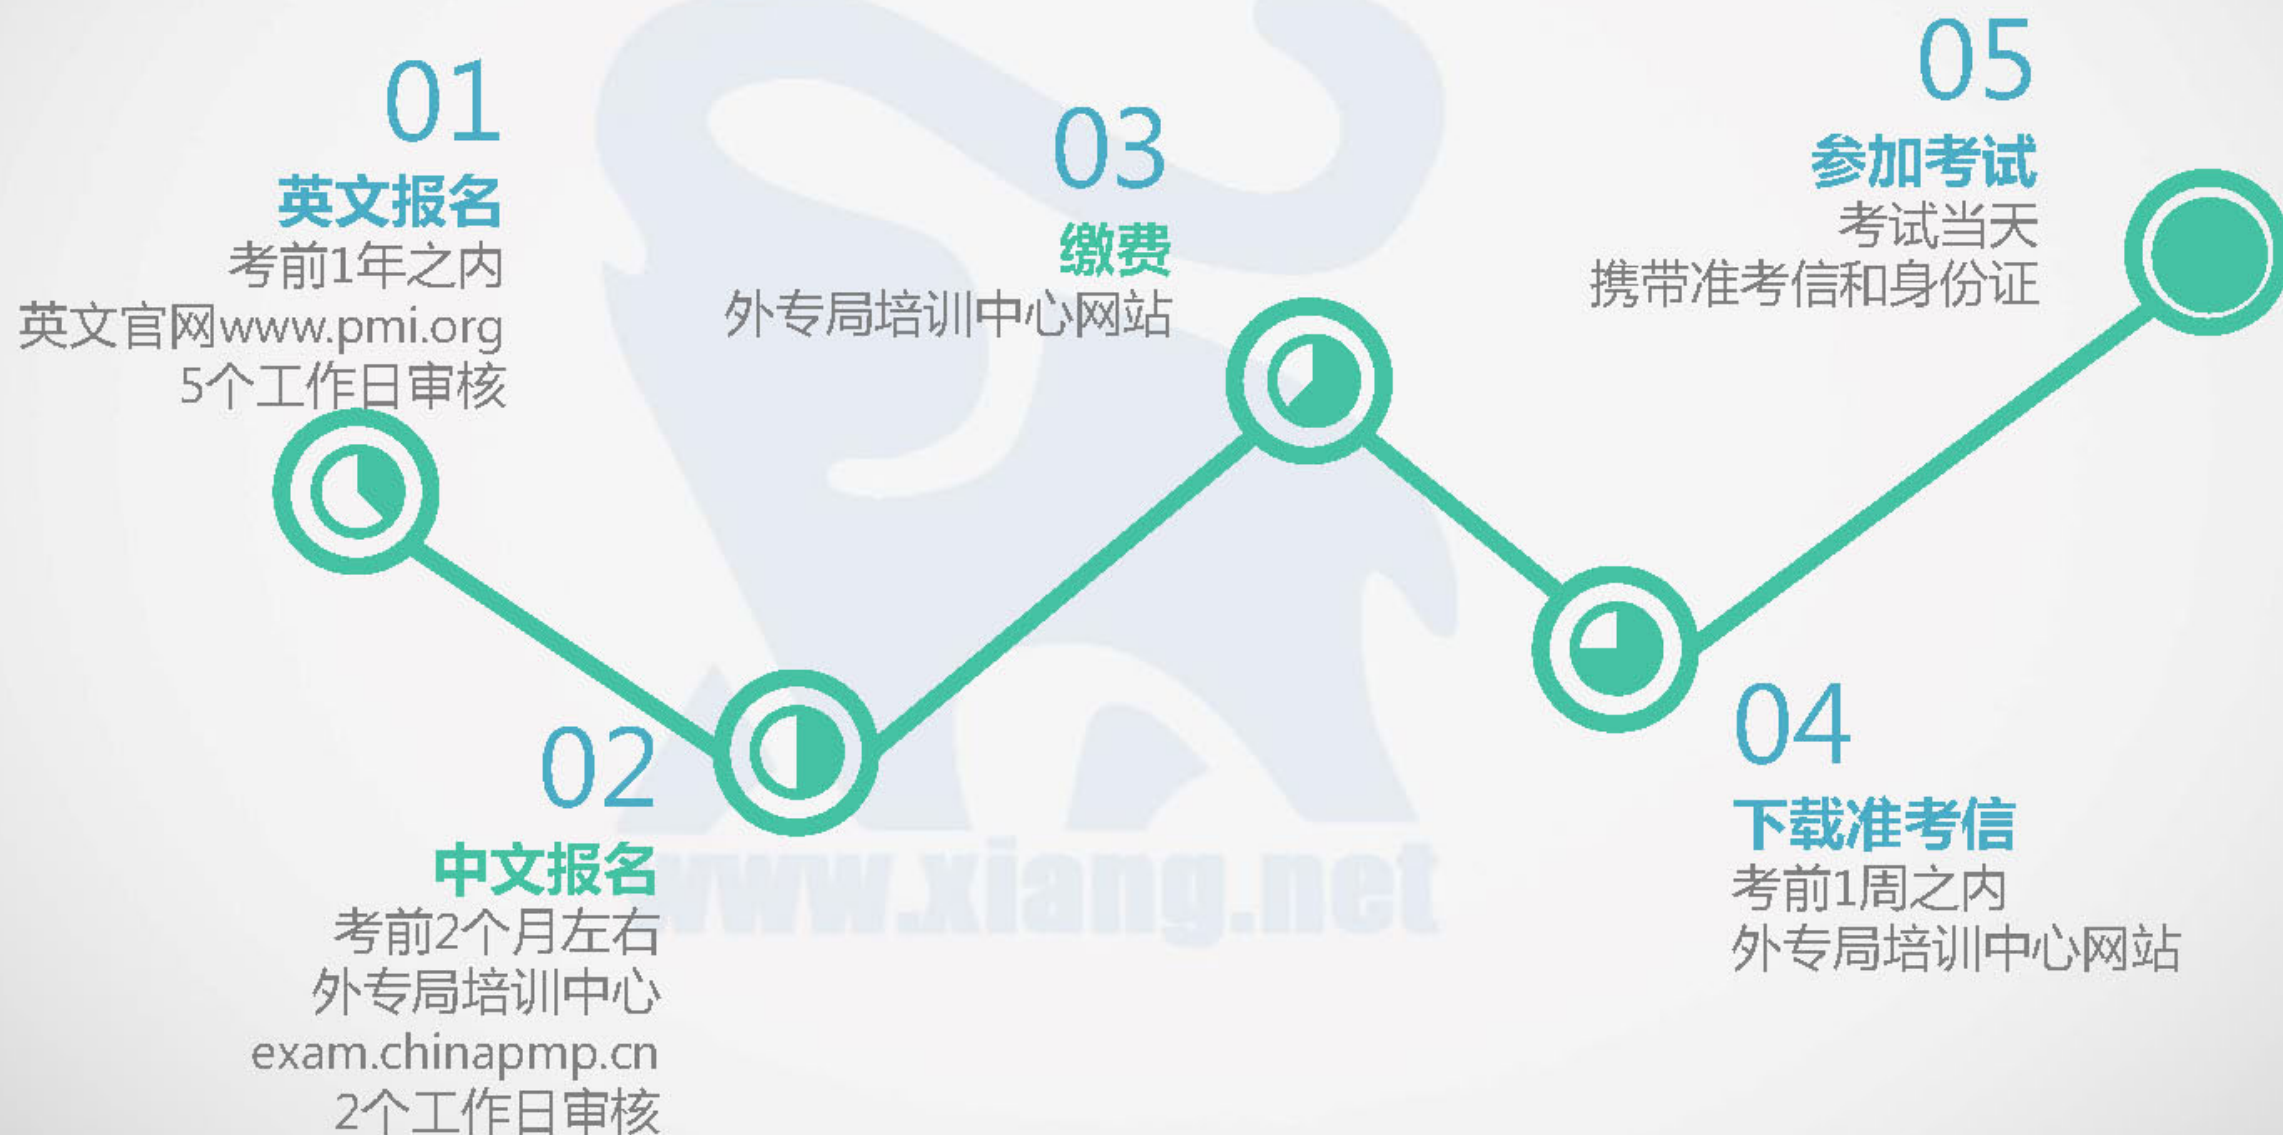 01
英文报名
考前1年之内
英文官网www.pmi.org
5个工作日审核
02
中文报名
考前2个月左右
外专局培训中心
exam.chinapmp.cn
2个工作日审核
03
缴费
外专局培训中心网站
04
下载准考信
考前1周之内
外专局培训中心网站
05
参加考试
考试当天
携带准考信和身份证
www.xiang.net